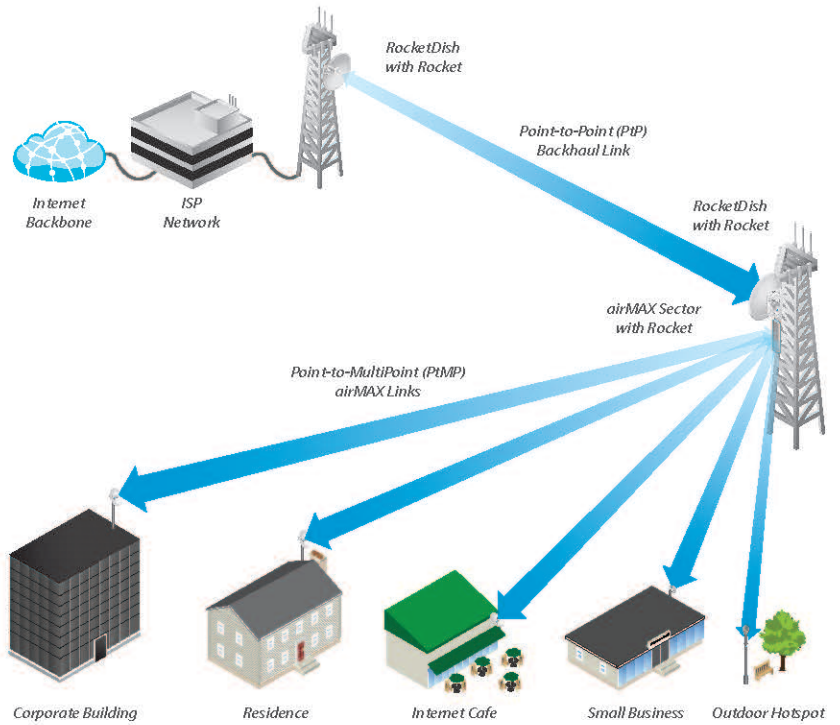 RocketDish
with Rocket
Point-to-Point (PtP)
Backhaul Link
Internet
Backbone
ISP
Network
RocketDish
with Rocket
airMAX Sector
with Rocket
Point-to-MultiPoint (PtMP)
airMAX Links
Corporate Building
Residence
Internet Cafe
Small Business
Outdoor Hotspot